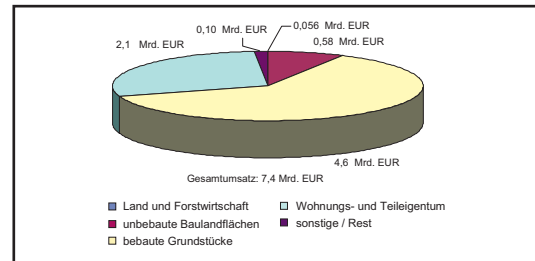 0,10 Mrd. EUR
0,056 Mrd. EUR
2,1 Mrd. EUR
0,58 Mrd. EUR
4,6 Mrd. EUR
Gesamtumsatz: 7,4 Mrd. EUR
Land und Forstwirtschaft
Wohnungs- und Teileigentum
unbebaute Baulandflächen
sonstige / Rest
bebaute Grundstücke